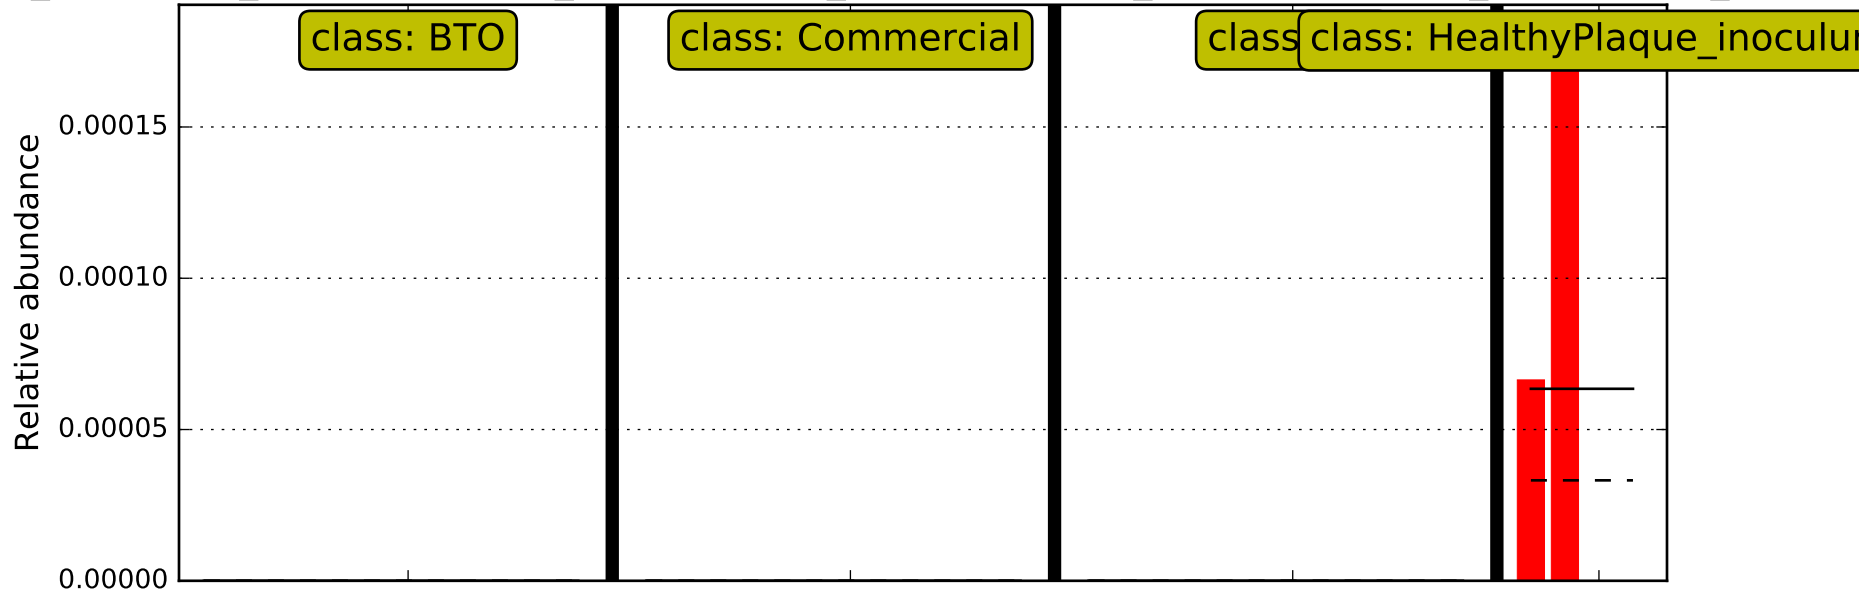 class: BTO
class: Commercial
class
class: HealthyPlaque_inoculu
0.00015
0.00010
0.00005
0.00000
Relative abundance